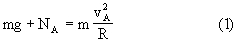 mg + N_A = m v_A^2 / R (1)